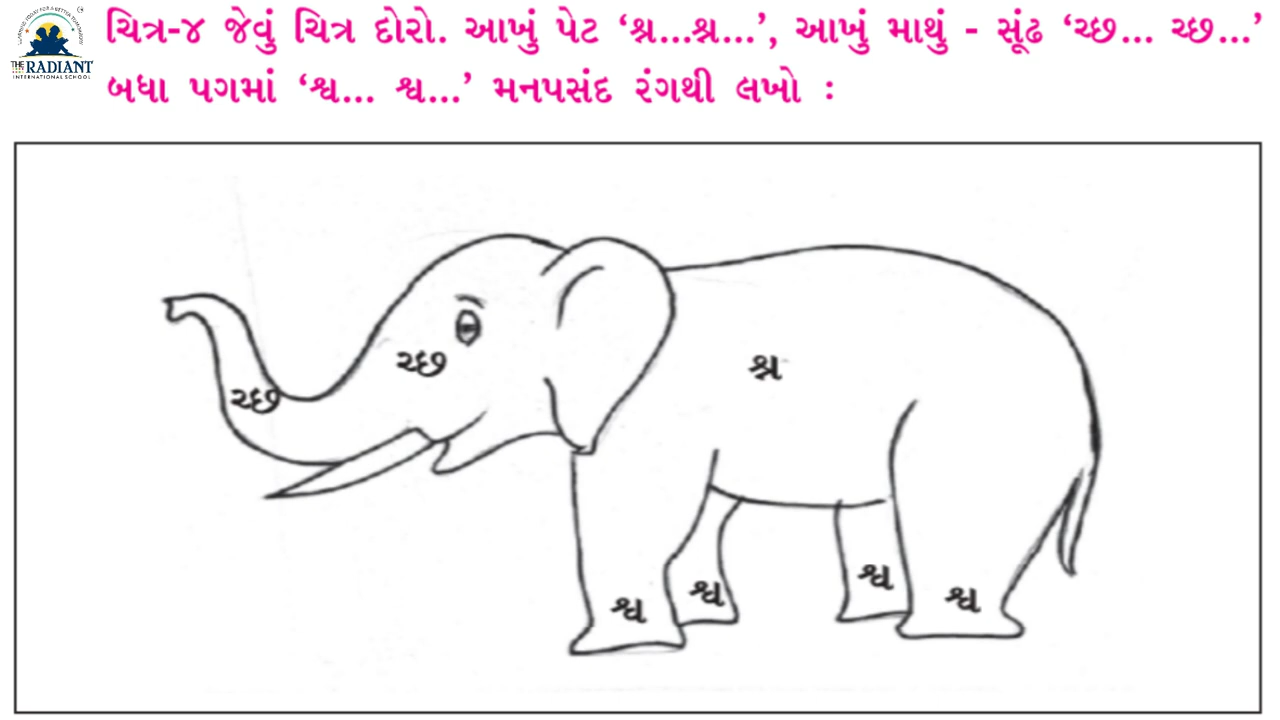 ચિત્ર-૪ જેવું ચિત્ર દોરો. આખું પેટ ‘શ્ન...શ્ન...’, આખું માથું - સૂંઢ ‘ચ્છ... ચ્છ...’
બધા પગમાં ‘શ્વ... શ્વ...’ મનપસંદ રંગથી લખો :
THE RADIANT
INTERNATIONAL SCHOOL
ચ્છ
ચ્છ
શ્ન
શ્વ
શ્વ
શ્વ
શ્વ